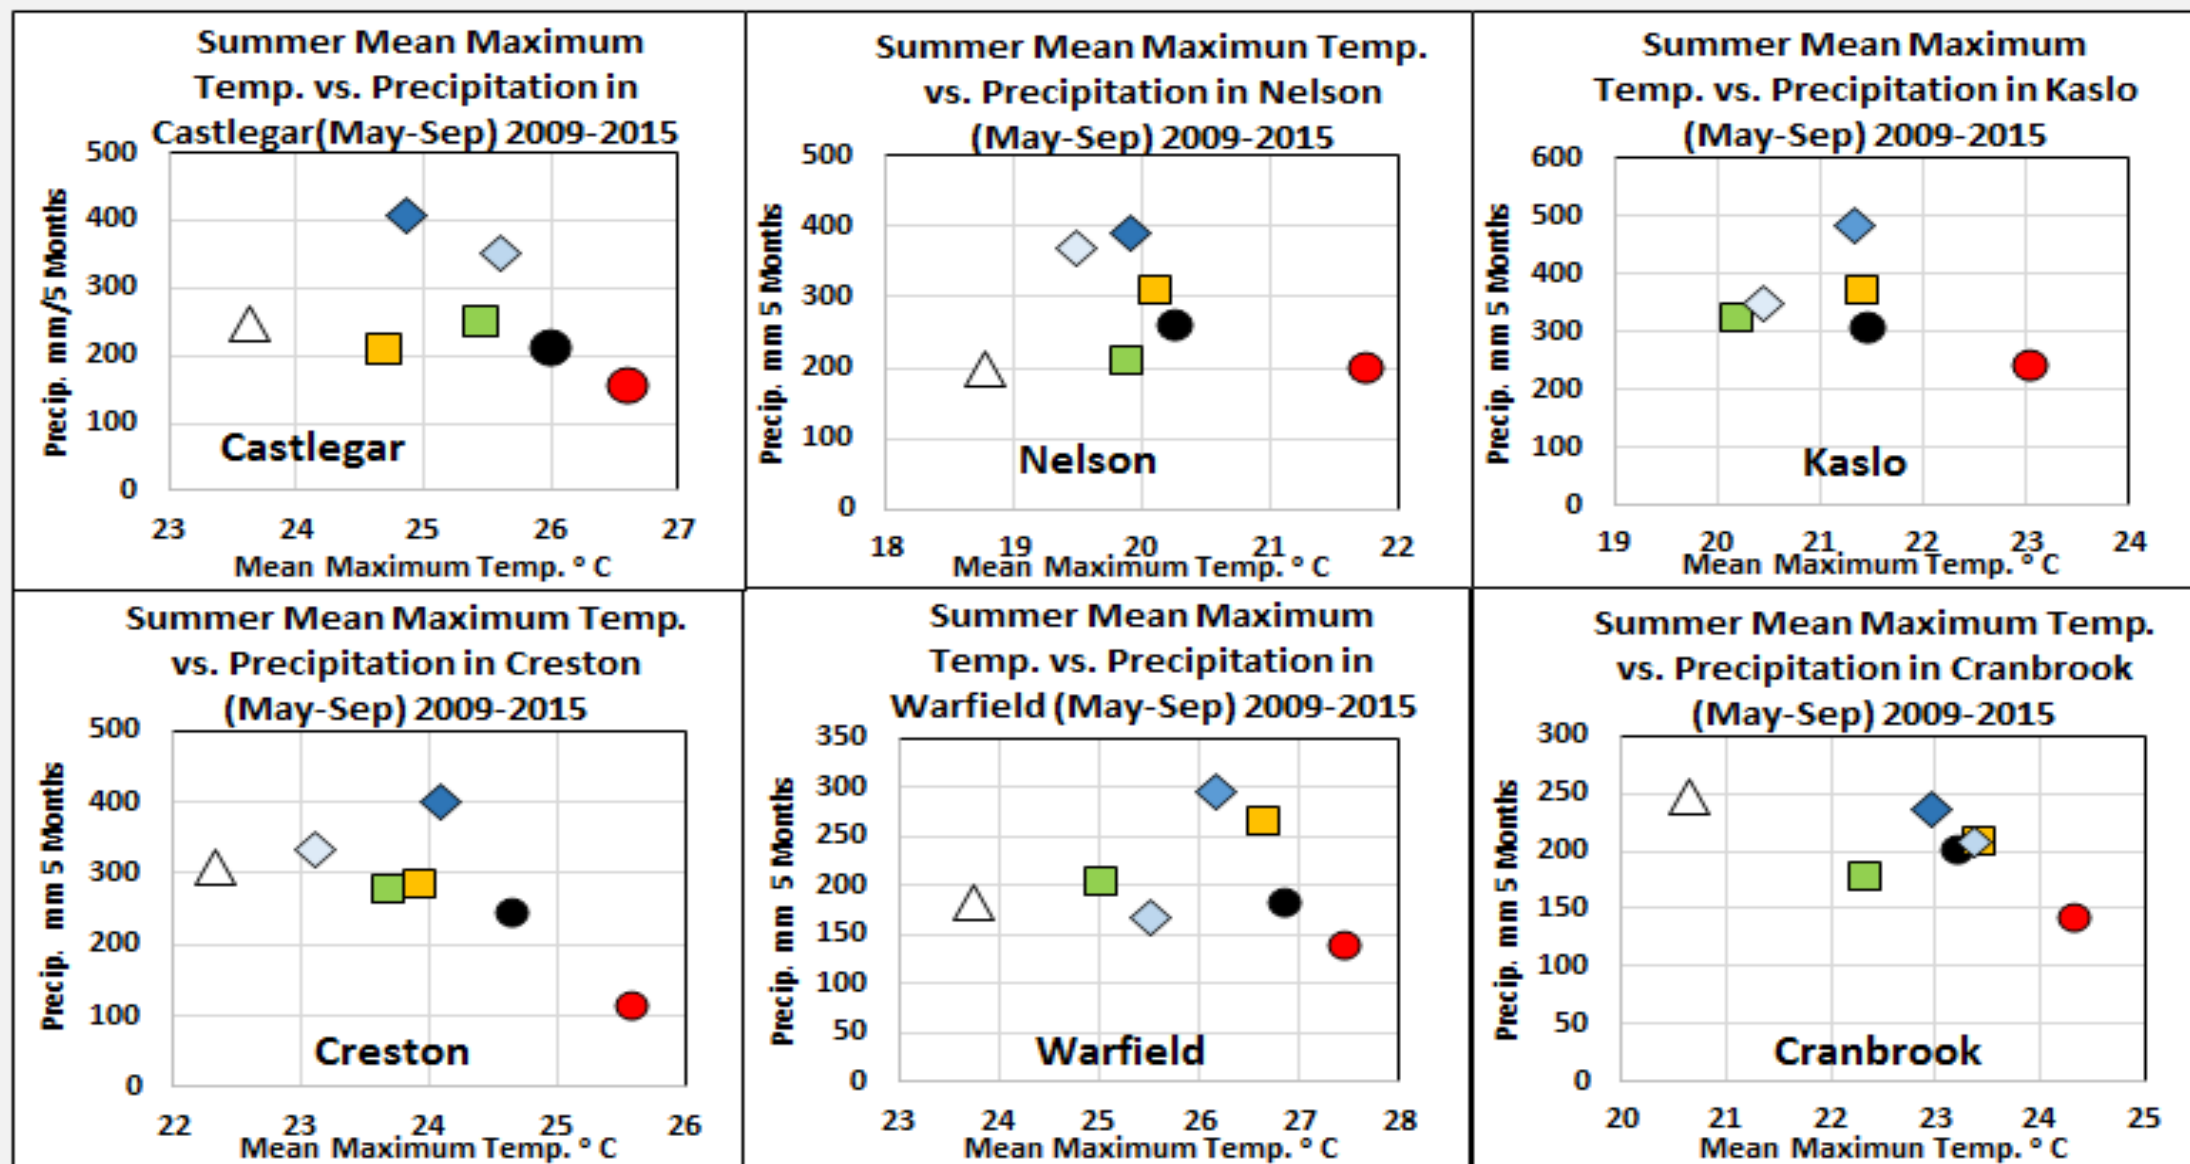 Summer Mean Maximum
Temp. vs. Precipitation in
Castlegar(May-Sep) 2009-2015
500
400
300
200
100
0
Precip. mm/5 Months
Castlegar
23 24 25 26 27
Mean Maximum Temp. ° C
Summer Mean Maximun Temp.
vs. Precipitation in Nelson
(May-Sep) 2009-2015
500
400
300
200
100
0
Precip. mm 5 Months
Nelson
18 19 20 21 22
Mean Maximum Temp. ° C
Summer Mean Maximum
Temp. vs. Precipitation in Kaslo
(May-Sep) 2009-2015
600
500
400
300
200
100
0
Precip. mm 5 Months
Kaslo
19 20 21 22 23 24
Mean Maximum Temp. ° C
Summer Mean Maximum Temp.
vs. Precipitation in Creston
(May-Sep) 2009-2015
500
400
300
200
100
0
Precip. mm 5 Months
Creston
22 23 24 25 26
Mean Maximum Temp. ° C
Summer Mean Maximum
Temp. vs. Precipitation in
Warfield (May-Sep) 2009-2015
350
300
250
200
150
100
50
0
Precip. mm 5 Months
Warfield
23 24 25 26 27 28
Mean Maximum Temp. ° C
Summer Mean Maximum Temp.
vs. Precipitation in Cranbrook
(May-Sep) 2009-2015
300
250
200
150
100
50
0
Precip. mm 5 Months
Cranbrook
20 21 22 23 24 25
Mean Maximun Temp. ° C